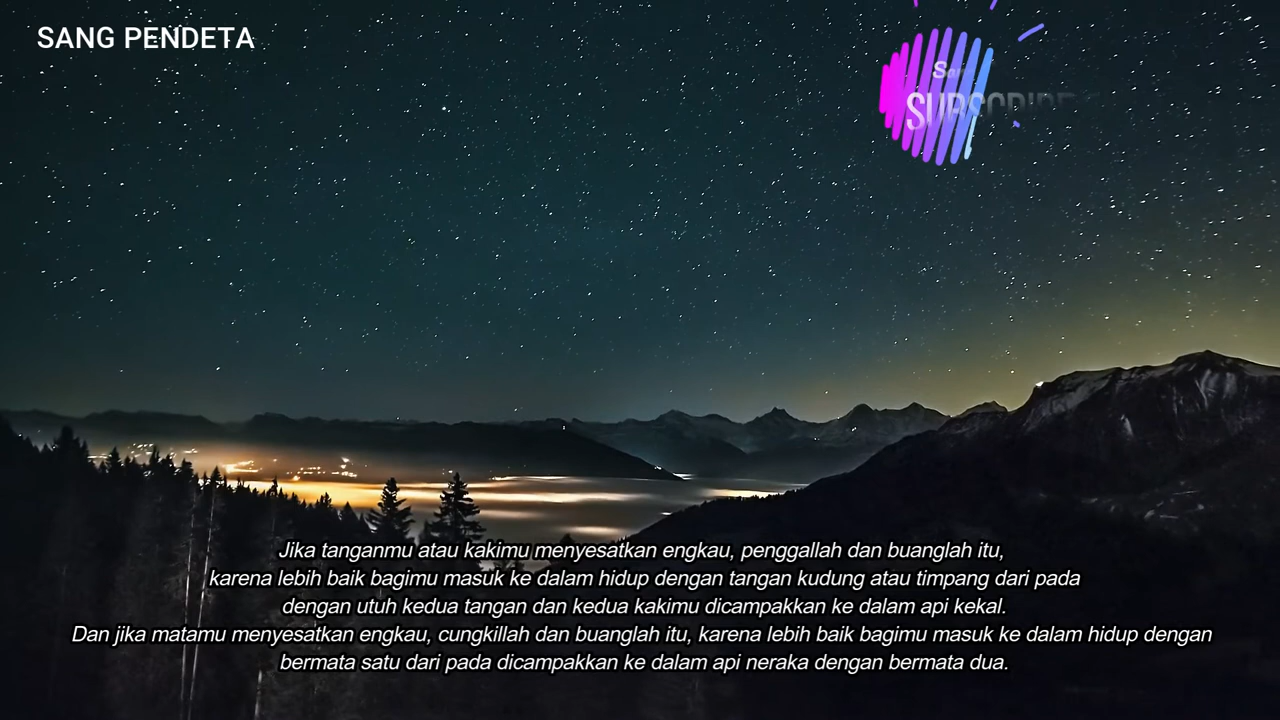 SANG PENDETA
SUBSCRIBE
Jika tanganmu atau kakimu menyesatkan engkau, penggallah dan buanglah itu,
karena lebih baik bagimu masuk ke dalam hidup dengan tangan kudung atau timpang dari pada
dengan utuh kedua tangan dan kedua kakimu dicampakkan ke dalam api kekal.
Dan jika matamu menyesatkan engkau, cungkillah dan buanglah itu, karena lebih baik bagimu masuk ke dalam hidup dengan
bermata satu dari pada dicampakkan ke dalam api neraka dengan bermata dua.